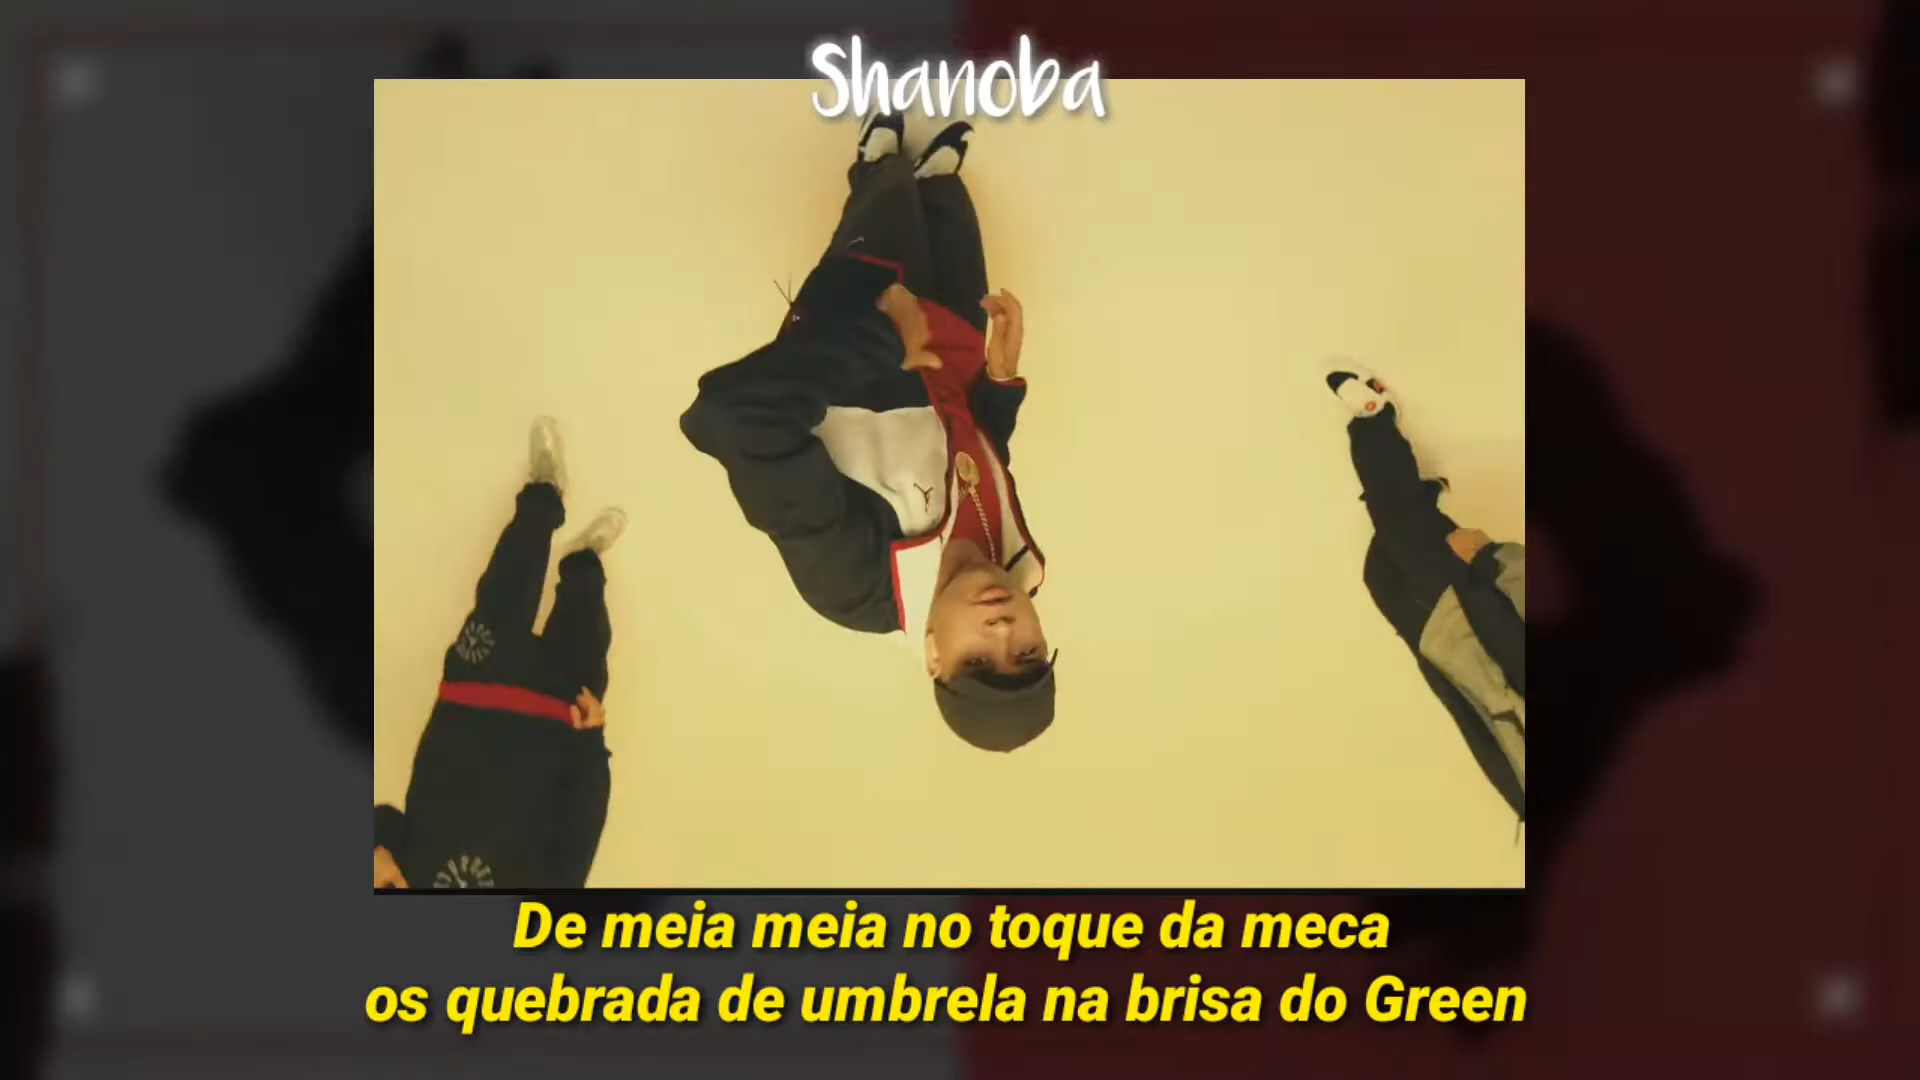 Shanoba
De meia meia no toque da meca
os quebrada de umbrela na brisa do Green